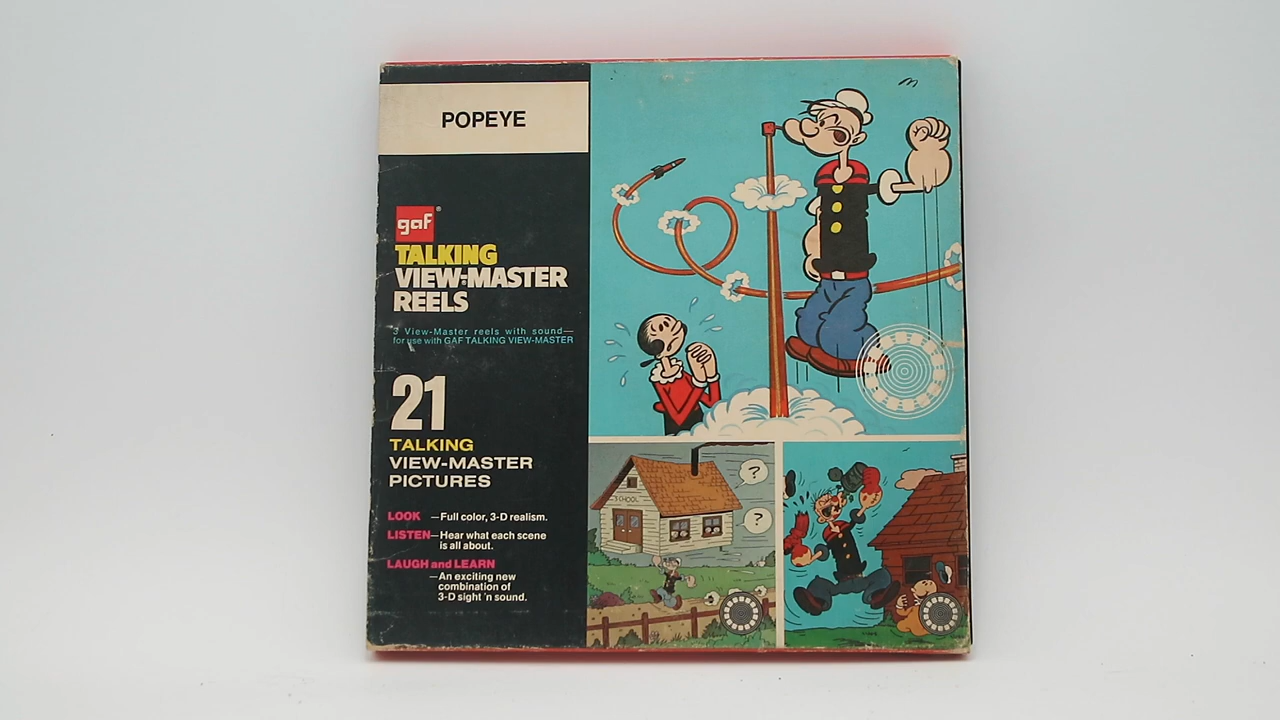 POPEYE
gaf®
TALKING
VIEW-MASTER
REELS
3 View-Master reels with sound—
for use with GAF TALKING VIEW-MASTER
21
TALKING
VIEW-MASTER
PICTURES
LOOK —Full color, 3-D realism.
LISTEN—Hear what each scene
is all about.
LAUGH and LEARN
—An exciting new
combination of
3-D sight 'n sound.
?
?
SCHOOL